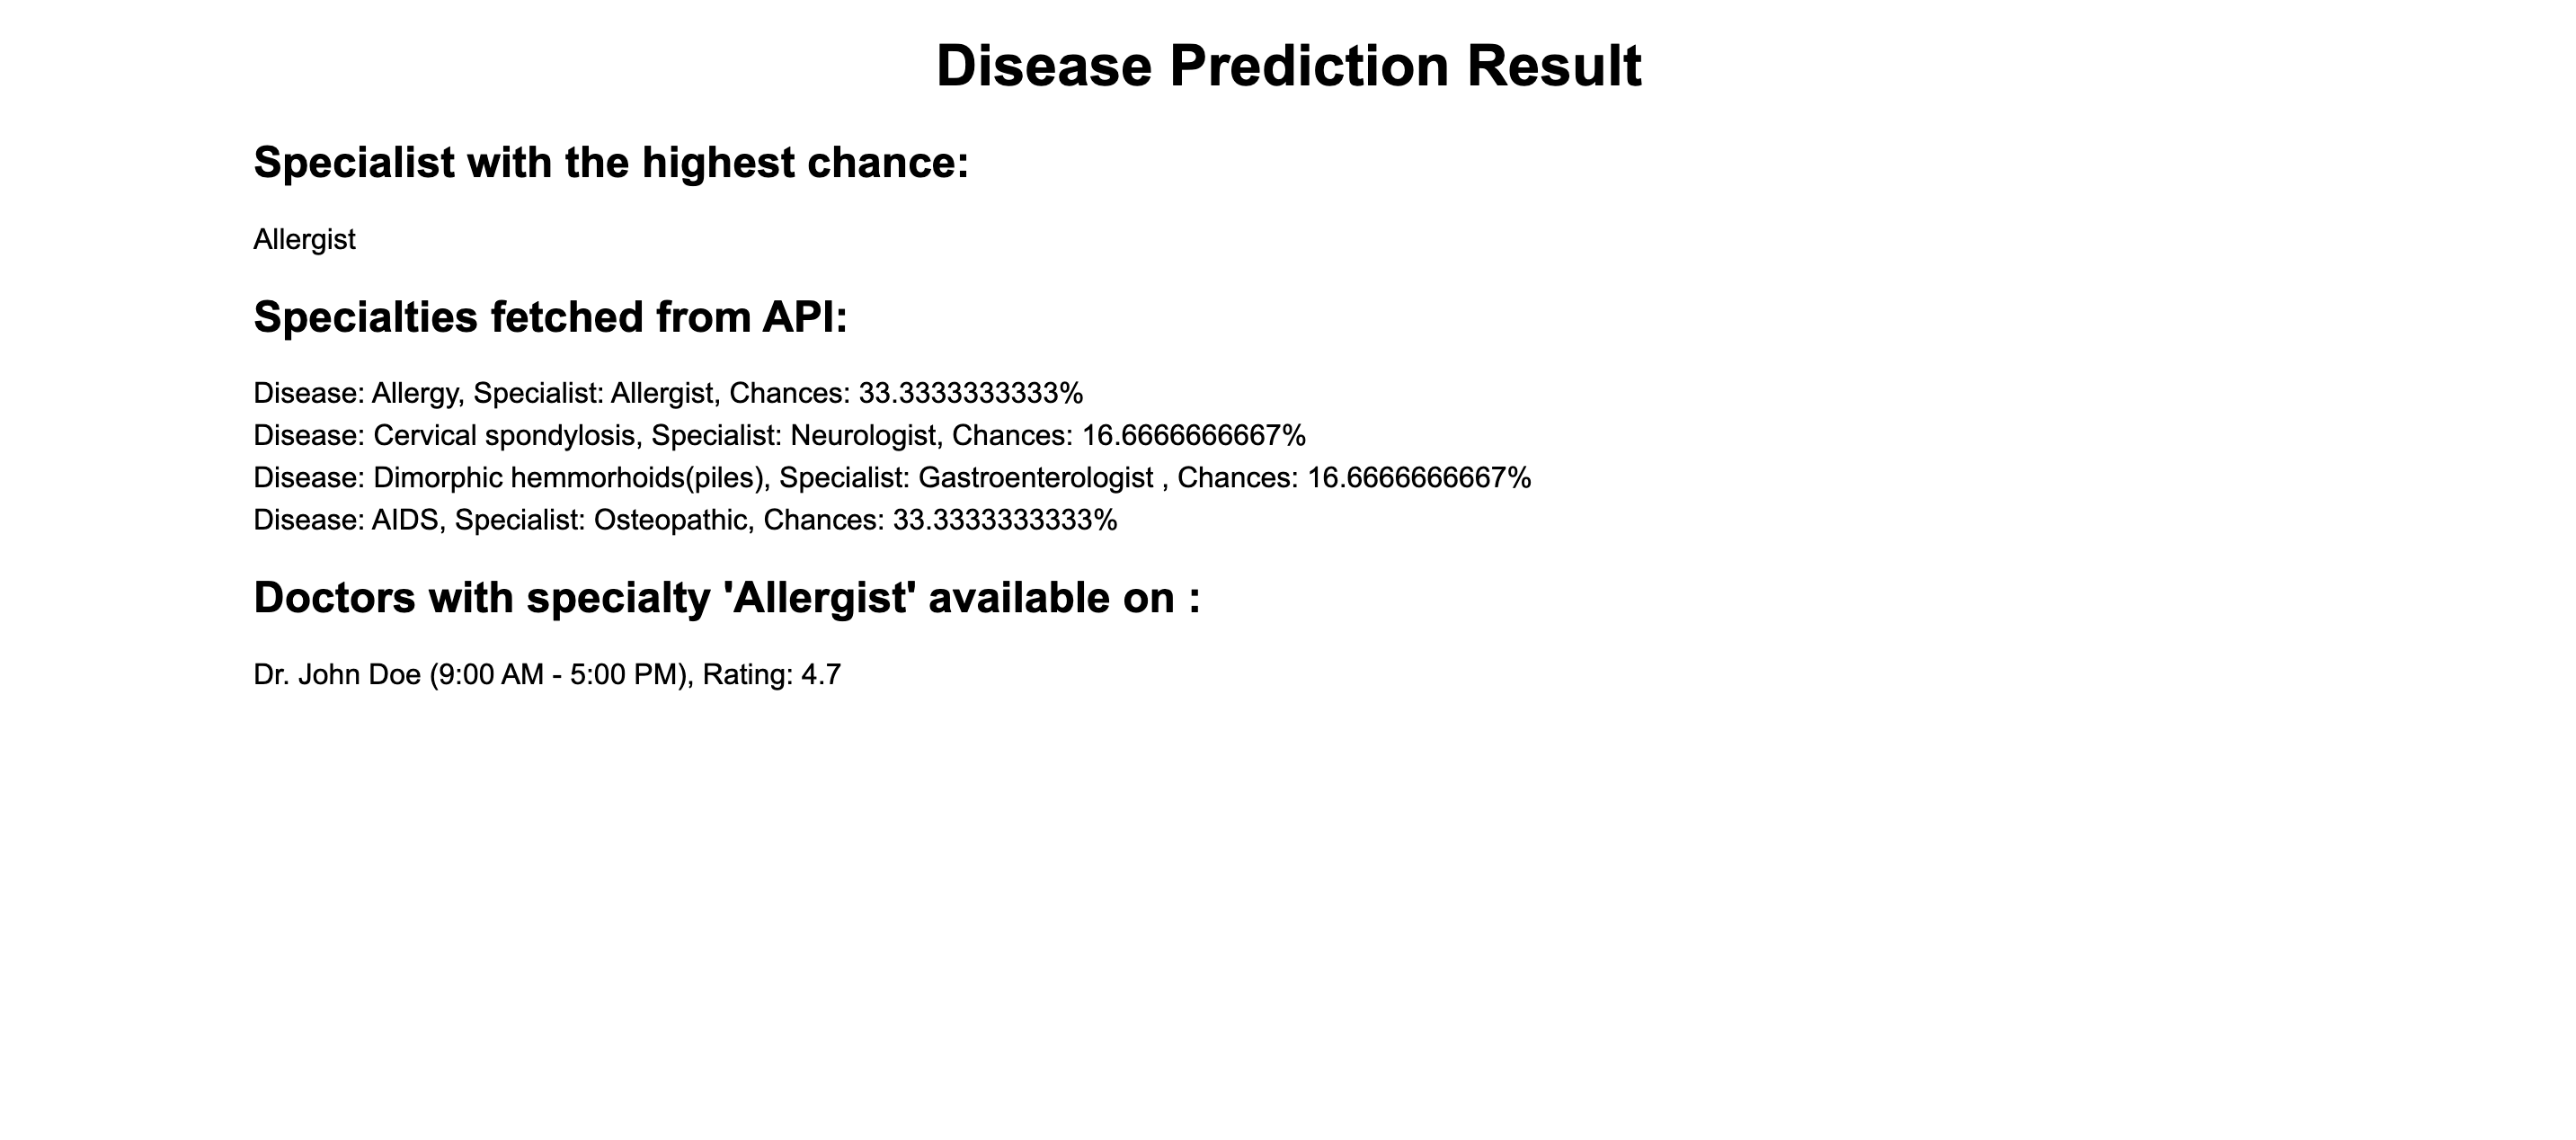 Disease Prediction Result
Specialist with the highest chance:
Allergist
Specialties fetched from API:
Disease: Allergy, Specialist: Allergist, Chances: 33.3333333333%
Disease: Cervical spondylosis, Specialist: Neurologist, Chances: 16.6666666667%
Disease: Dimorphic hemmorhoids(piles), Specialist: Gastroenterologist , Chances: 16.6666666667%
Disease: AIDS, Specialist: Osteopathic, Chances: 33.3333333333%
Doctors with specialty 'Allergist' available on :
Dr. John Doe (9:00 AM - 5:00 PM), Rating: 4.7